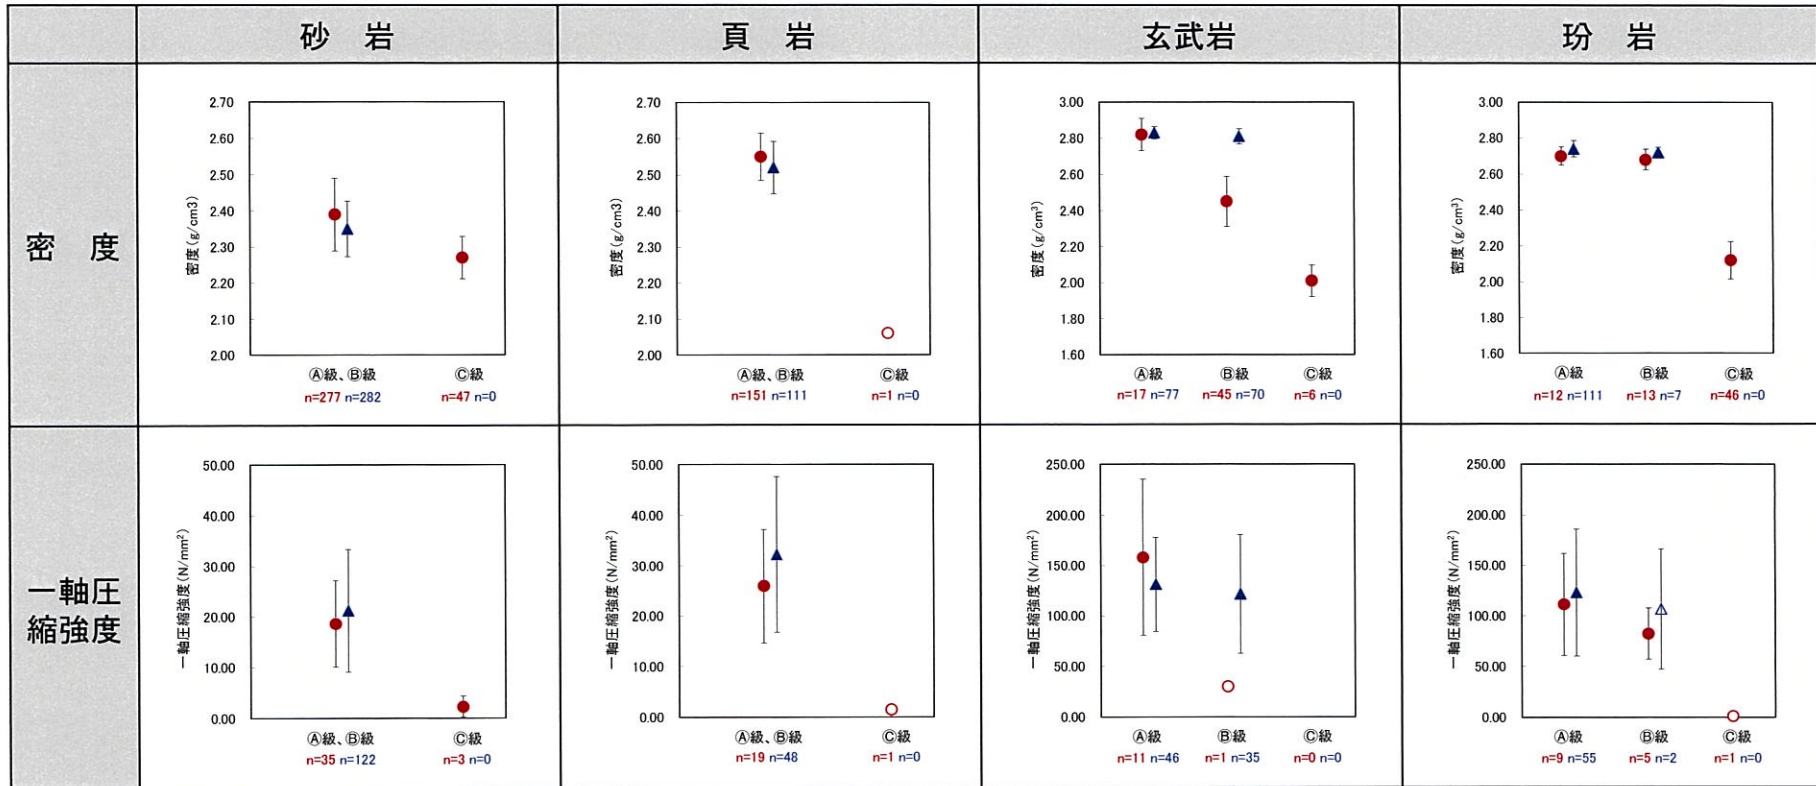 砂 岩
頁 岩
玄武岩
玢 岩
密 度
密度(g/cm3)
2.70
2.60
2.50
2.40
2.30
2.20
2.10
2.00
Ⓐ級、Ⓑ級 Ⓒ級
n=277 n=282 n=47 n=0
密度(g/cm3)
2.70
2.60
2.50
2.40
2.30
2.20
2.10
2.00
Ⓐ級、Ⓑ級 Ⓒ級
n=151 n=111 n=1 n=0
密度(g/cm³)
3.00
2.80
2.60
2.40
2.20
2.00
1.80
1.60
Ⓐ級 Ⓑ級 Ⓒ級
n=17 n=77 n=45 n=70 n=6 n=0
密度(g/cm³)
3.00
2.80
2.60
2.40
2.20
2.00
1.80
1.60
Ⓐ級 Ⓑ級 Ⓒ級
n=12 n=111 n=13 n=7 n=46 n=0
一軸圧
縮強度
一軸圧縮強度(N/mm²)
50.00
40.00
30.00
20.00
10.00
0.00
Ⓐ級、Ⓑ級 Ⓒ級
n=35 n=122 n=3 n=0
一軸圧縮強度(N/mm²)
50.00
40.00
30.00
20.00
10.00
0.00
Ⓐ級、Ⓑ級 Ⓒ級
n=19 n=48 n=1 n=0
一軸圧縮強度(N/mm²)
250.00
200.00
150.00
100.00
50.00
0.00
Ⓐ級 Ⓑ級 Ⓒ級
n=11 n=46 n=1 n=35 n=0 n=0
一軸圧縮強度(N/mm²)
250.00
200.00
150.00
100.00
50.00
0.00
Ⓐ級 Ⓑ級 Ⓒ級
n=9 n=55 n=5 n=2 n=1 n=0